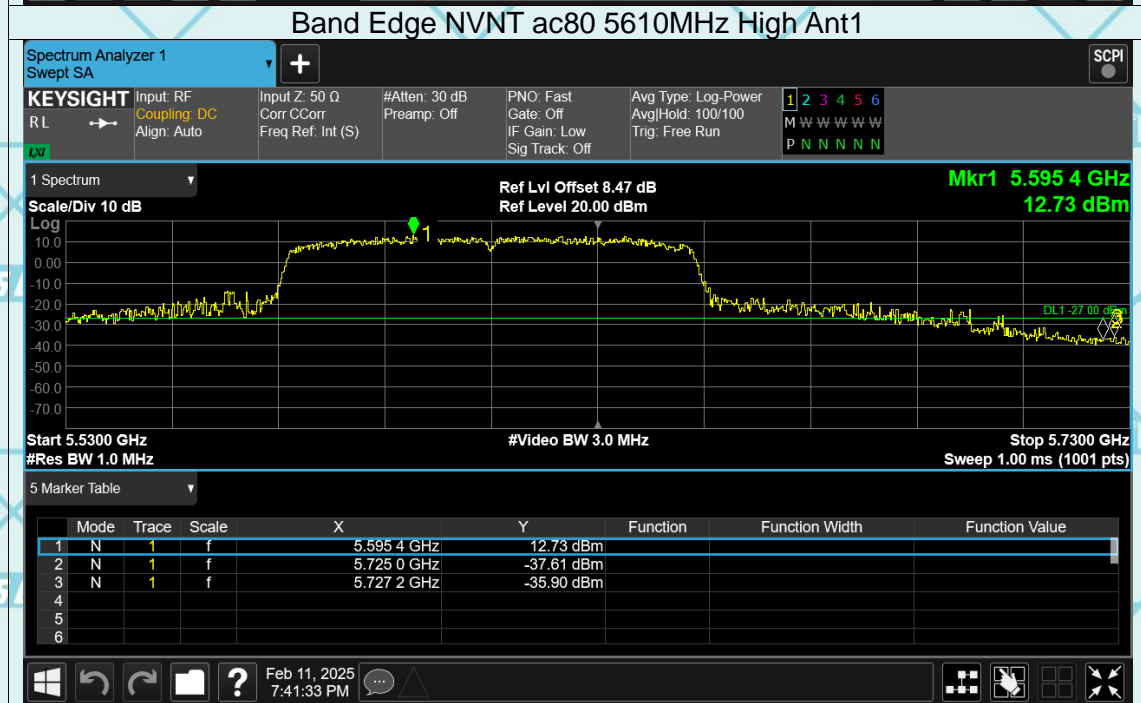 Band Edge NVNT ac80 5610MHz High Ant1
Spectrum Analyzer 1
Swept SA
SCPI
KEYSIGHT
RL
LXI
Input: RF
Coupling: DC
Align: Auto
Input Z: 50 Ω
Corr CCorr
Freq Ref: Int (S)
#Atten: 30 dB
Preamp: Off
PNO: Fast
Gate: Off
IF Gain: Low
Sig Track: Off
Avg Type: Log-Power
Avg|Hold: 100/100
Trig: Free Run
1 2 3 4 5 6
M W W W W W
P N N N N N
1 Spectrum
Scale/Div 10 dB
Ref Lvl Offset 8.47 dB
Ref Level 20.00 dBm
Mkr1 5.595 4 GHz
12.73 dBm
Log
10.0
0.00
-10.0
-20.0
-30.0
-40.0
-50.0
-60.0
-70.0
1
DL1 -27.00 dBm
Start 5.5300 GHz
#Video BW 3.0 MHz
Stop 5.7300 GHz
#Res BW 1.0 MHz
Sweep 1.00 ms (1001 pts)
5 Marker Table
Mode Trace Scale X Y Function Function Width Function Value
1 N 1 f 5.595 4 GHz 12.73 dBm
2 N 1 f 5.725 0 GHz -37.61 dBm
3 N 1 f 5.727 2 GHz -35.90 dBm
4
5
6
Feb 11, 2025
7:41:33 PM